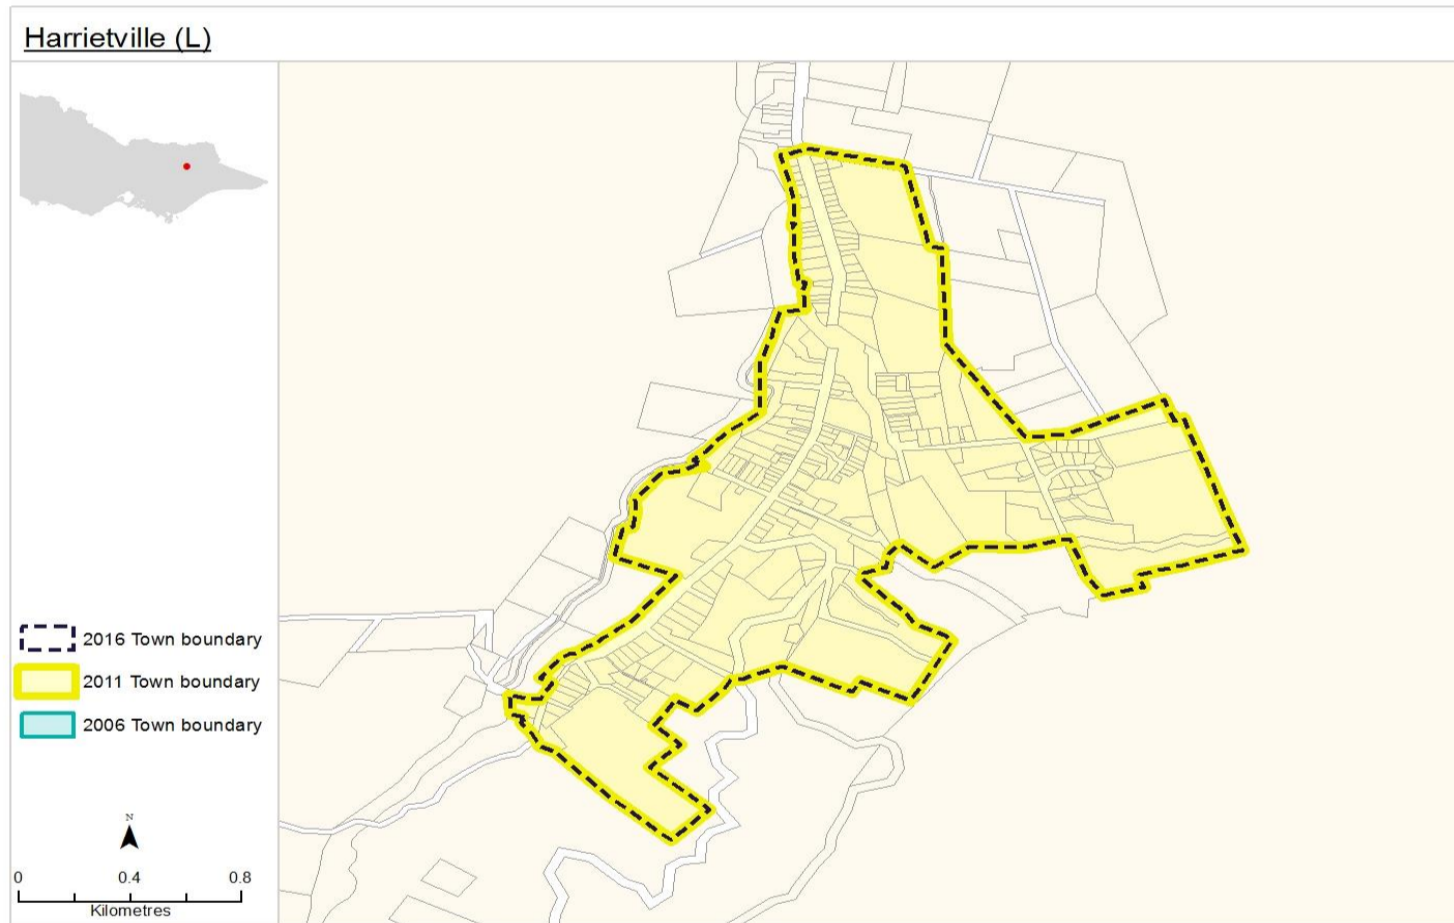 Harrietville (L)
2016 Town boundary
2011 Town boundary
2006 Town boundary
N
0 0.4 0.8
Kilometres